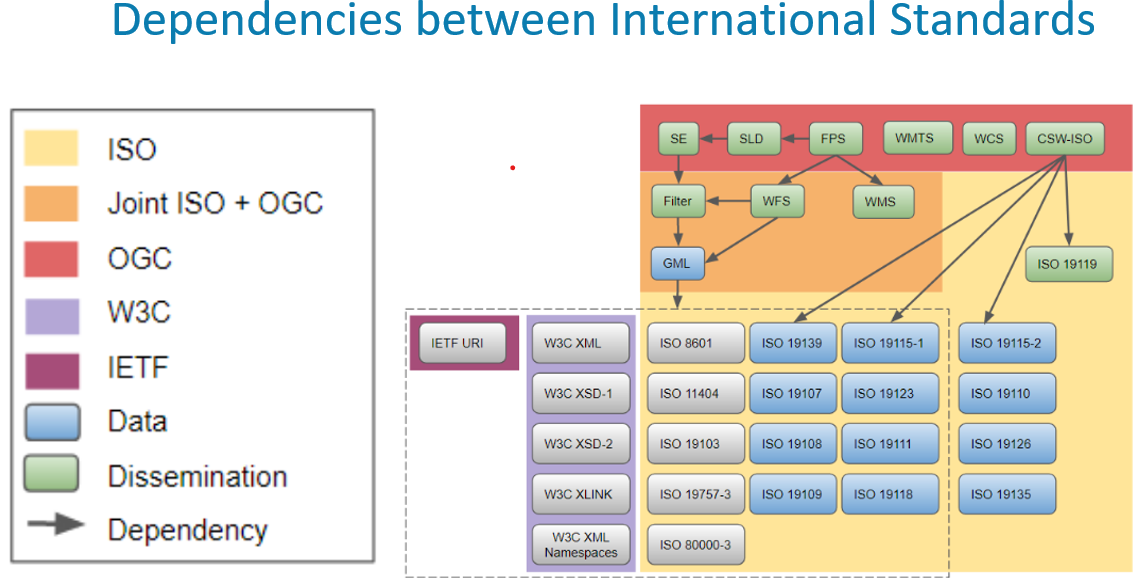 Dependencies between International Standards
ISO
Joint ISO + OGC
OGC
W3C
IETF
Data
Dissemination
Dependency
SE
SLD
FPS
WMTS
WCS
CSW-ISO
Filter
WFS
WMS
GML
ISO 19119
IETF URI
W3C XML
ISO 8601
ISO 19139
ISO 19115-1
ISO 19115-2
W3C XSD-1
ISO 11404
ISO 19107
ISO 19123
ISO 19110
W3C XSD-2
ISO 19103
ISO 19108
ISO 19111
ISO 19126
W3C XLINK
ISO 19757-3
ISO 19109
ISO 19118
ISO 19135
W3C XML
Namespaces
ISO 80000-3